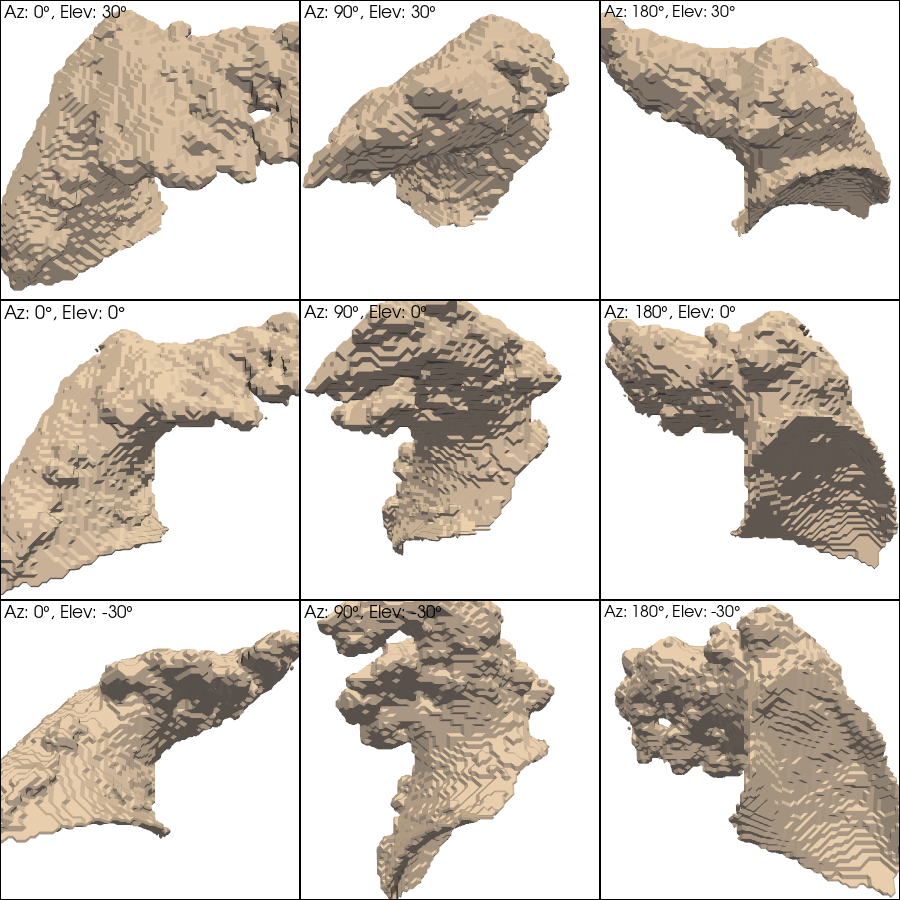 Az: 0°, Elev: 30°
Az: 90°, Elev: 30°
Az: 180°, Elev: 30°
Az: 0°, Elev: 0°
Az: 90°, Elev: 0°
Az: 180°, Elev: 0°
Az: 0°, Elev: -30°
Az: 90°, Elev: -30°
Az: 180°, Elev: -30°